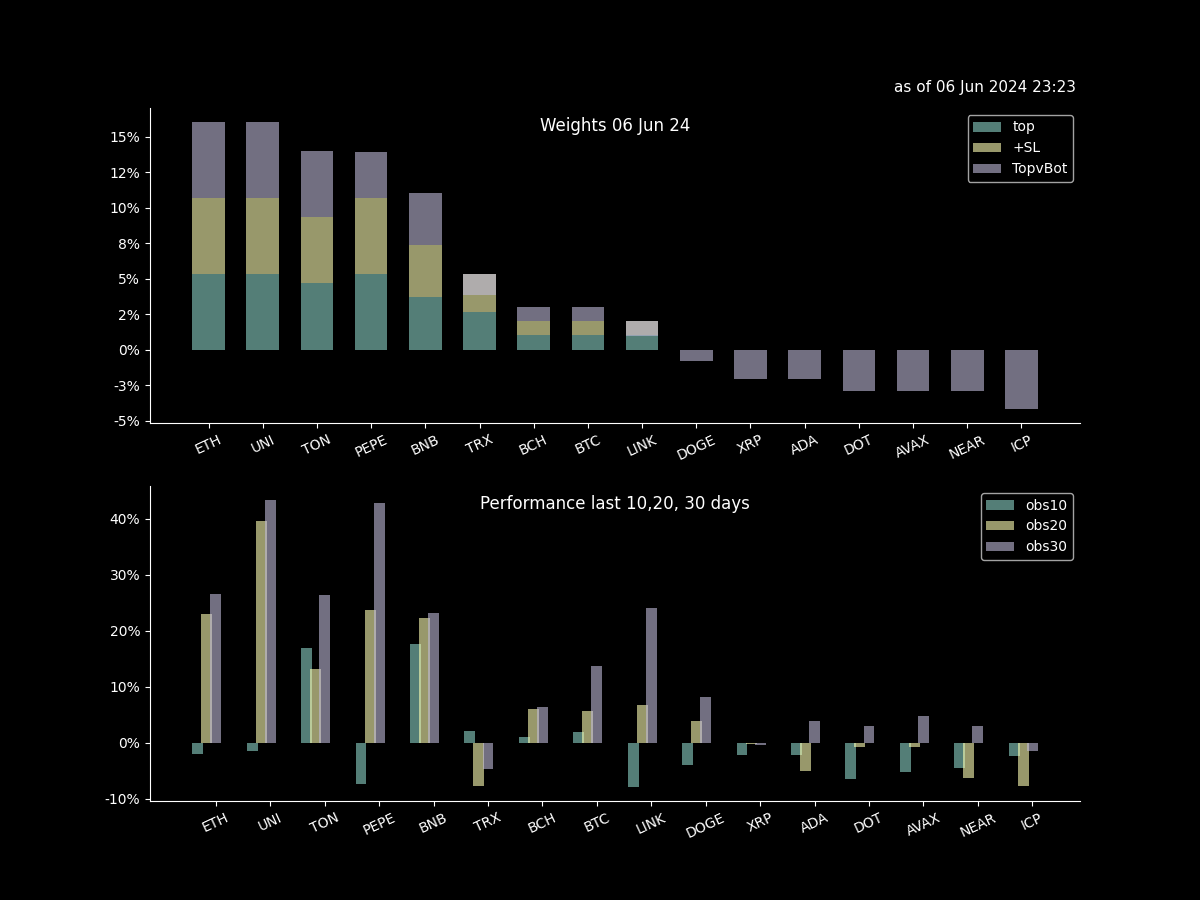 as of 06 Jun 2024 23:23
Weights 06 Jun 24
top
+SL
TopvBot
15%
12%
10%
8%
5%
2%
0%
-3%
-5%
ETH UNI TON PEPE BNB TRX BCH BTC LINK DOGE XRP ADA DOT AVAX NEAR ICP
Performance last 10,20, 30 days
obs10
obs20
obs30
40%
30%
20%
10%
0%
-10%
ETH UNI TON PEPE BNB TRX BCH BTC LINK DOGE XRP ADA DOT AVAX NEAR ICP